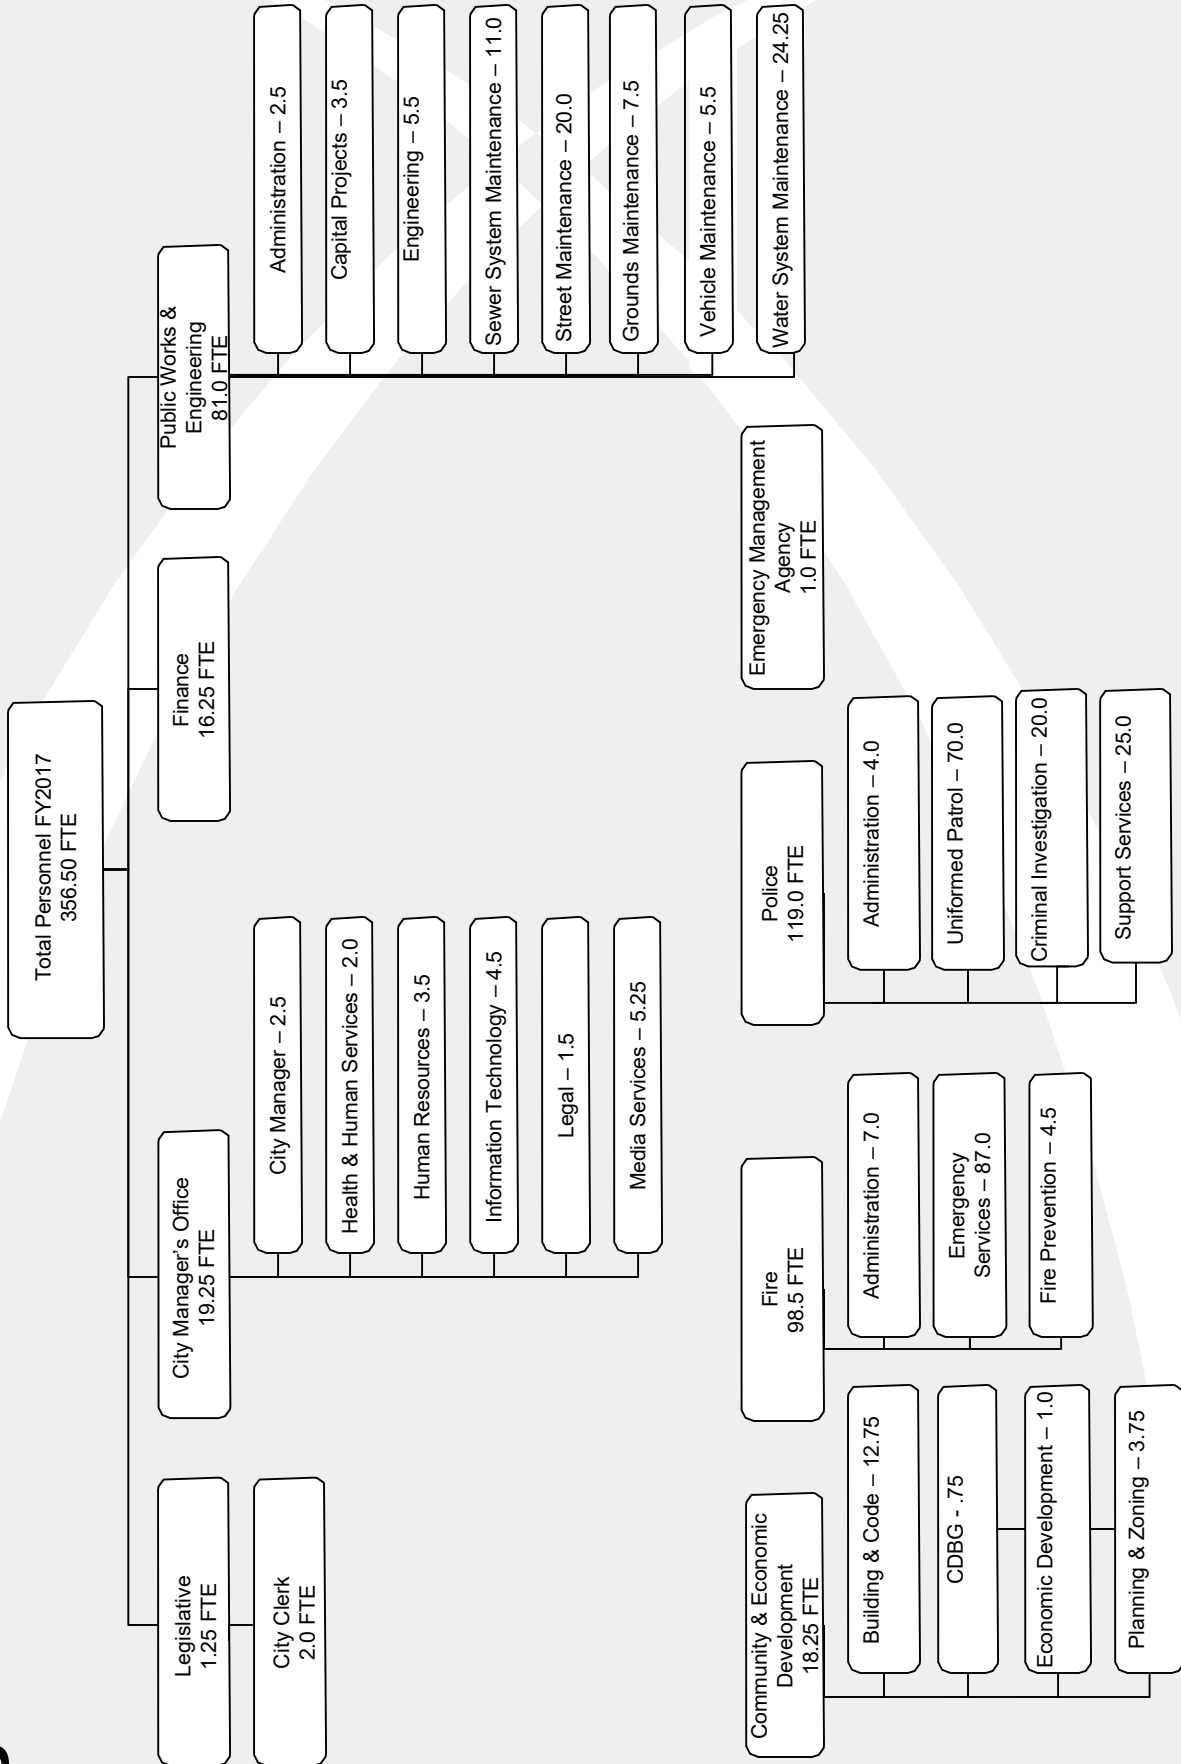 Total Personnel FY2017
356.50 FTE
Legislative
1.25 FTE
City Clerk
2.0 FTE
City Manager's Office
19.25 FTE
City Manager – 2.5
Health & Human Services – 2.0
Human Resources – 3.5
Information Technology – 4.5
Legal – 1.5
Media Services – 5.25
Finance
16.25 FTE
Public Works &
Engineering
81.0 FTE
Administration – 2.5
Capital Projects – 3.5
Engineering – 5.5
Sewer System Maintenance – 11.0
Street Maintenance – 20.0
Grounds Maintenance – 7.5
Vehicle Maintenance – 5.5
Water System Maintenance – 24.25
Community & Economic
Development
18.25 FTE
Building & Code – 12.75
CDBG - .75
Economic Development – 1.0
Planning & Zoning – 3.75
Fire
98.5 FTE
Administration – 7.0
Emergency
Services – 87.0
Fire Prevention – 4.5
Police
119.0 FTE
Administration – 4.0
Uniformed Patrol – 70.0
Criminal Investigation – 20.0
Support Services – 25.0
Emergency Management
Agency
1.0 FTE